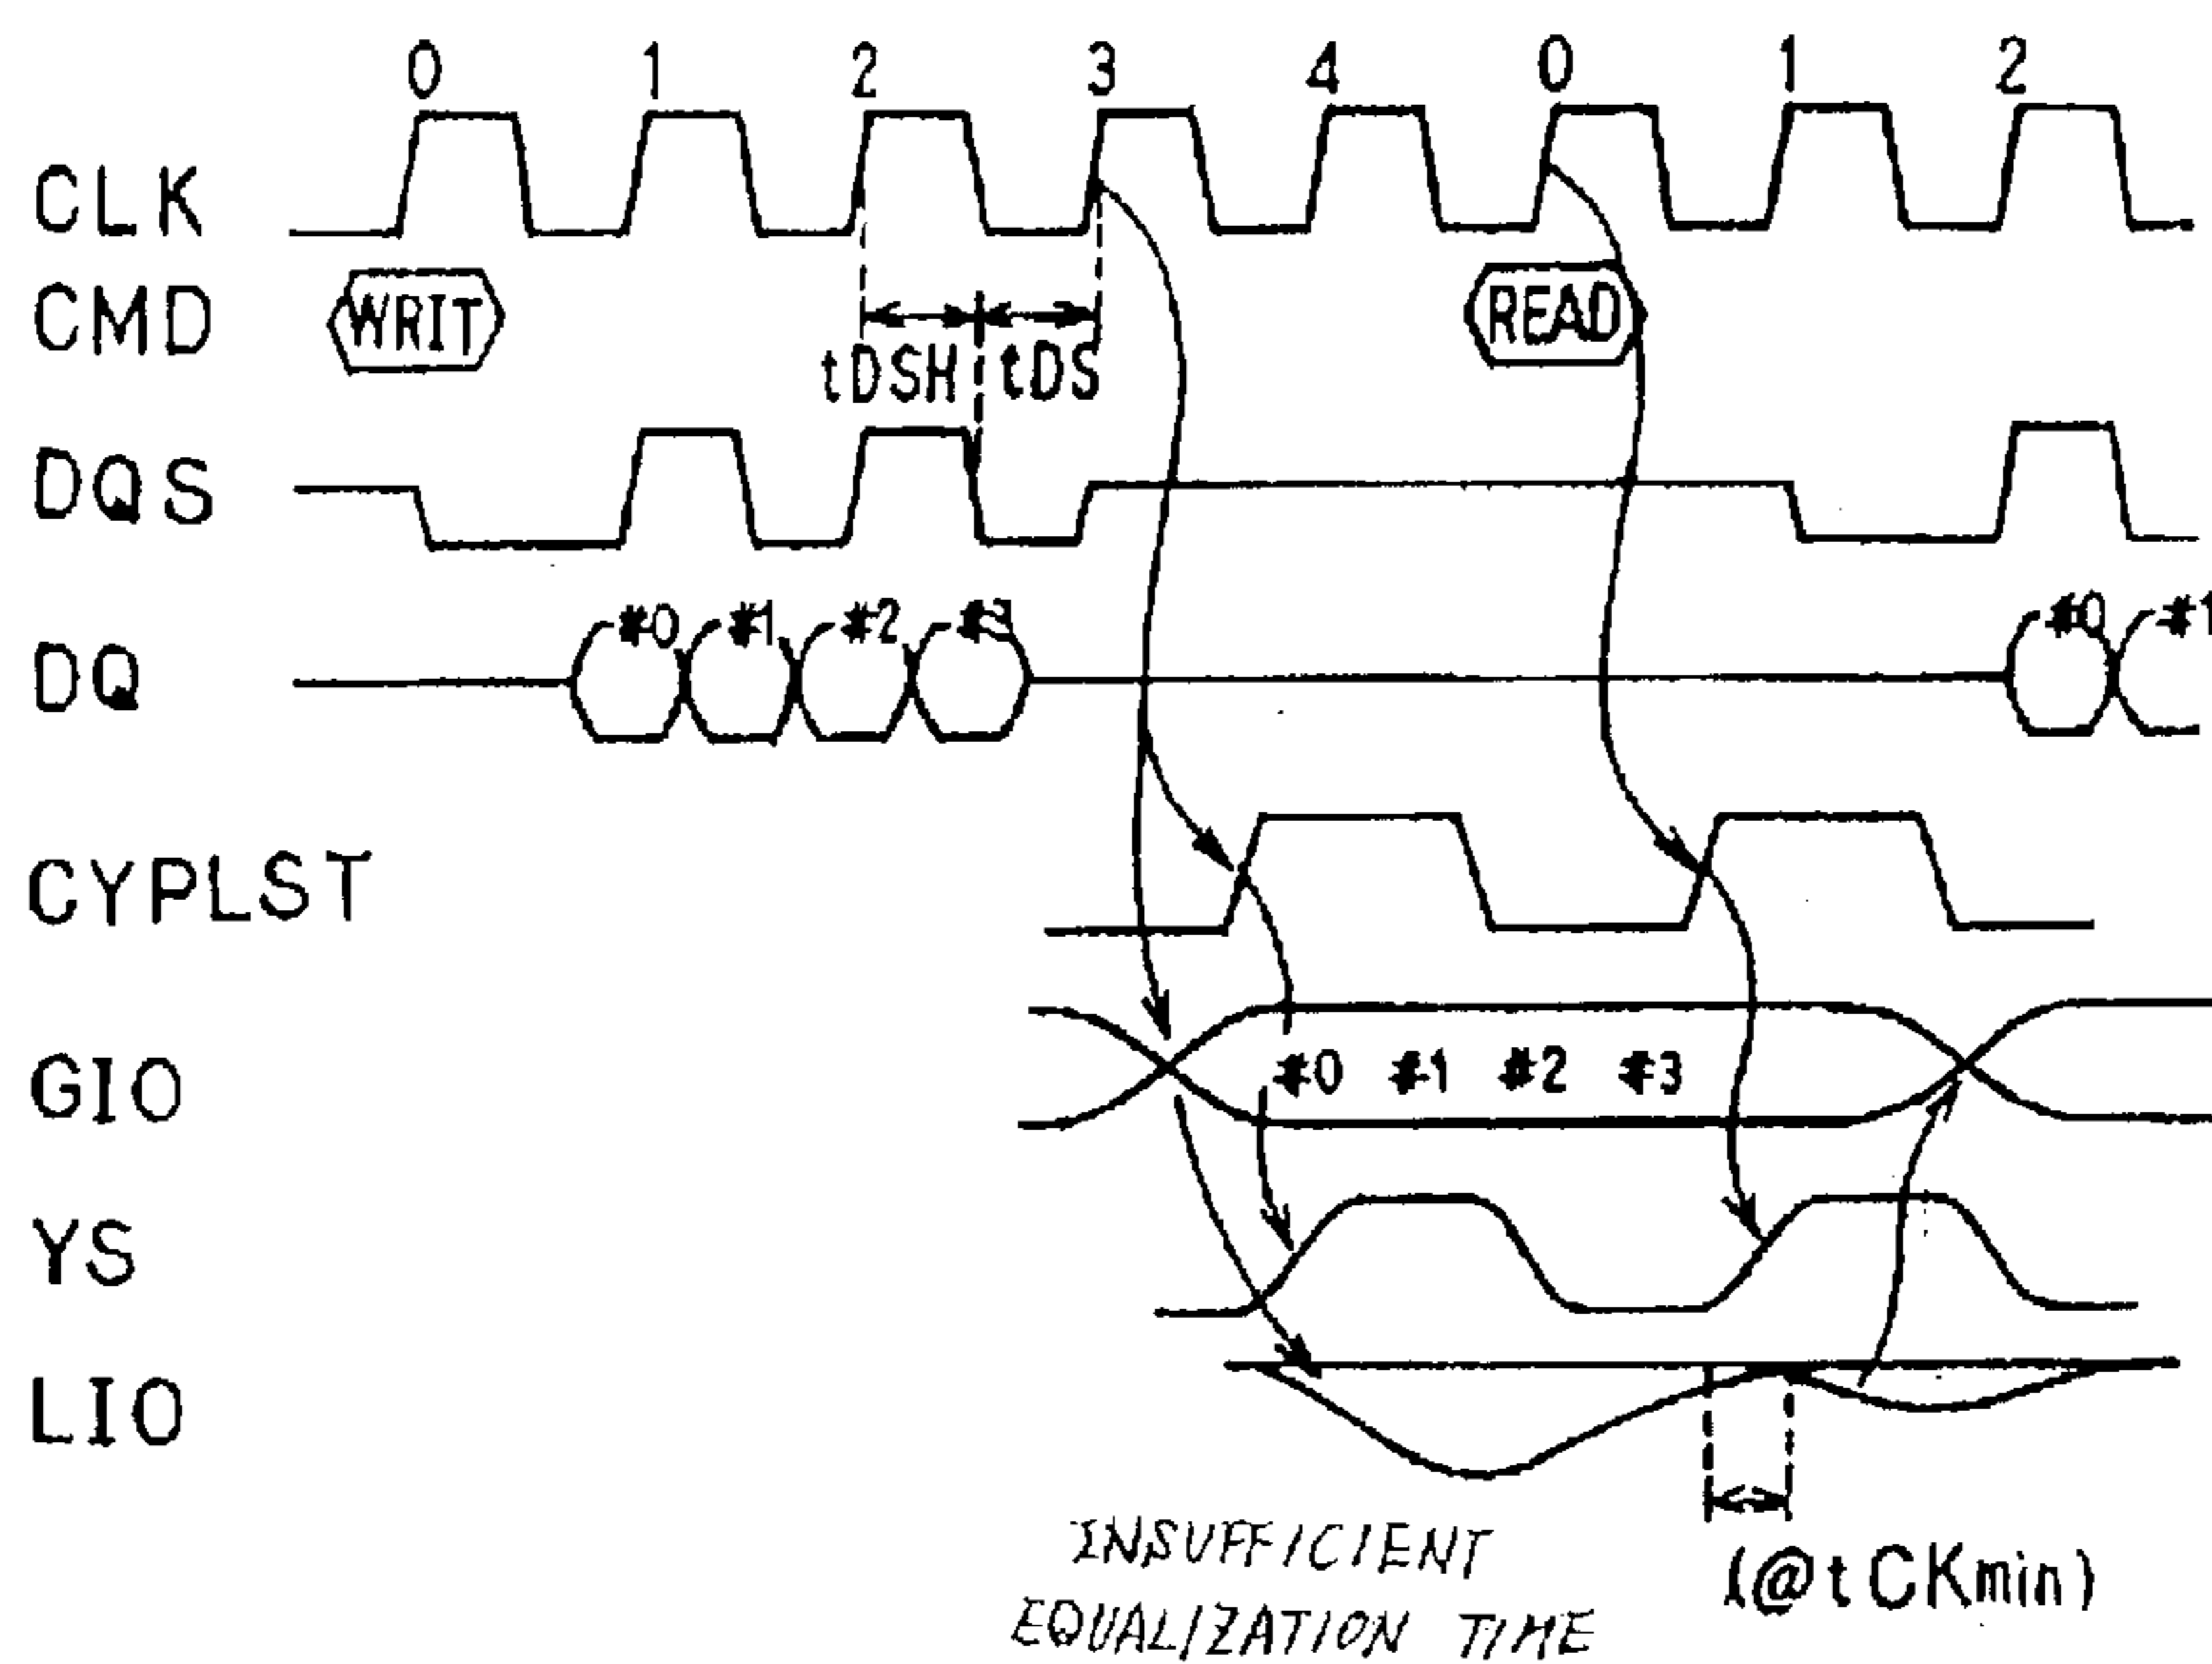 0 1 2 3 4 0 1 2
CLK
CMD WRIT READ
tDSH tDS
DQS
#0 #1 #2 #3 #0 #1
DQ
CYPLST
GIO #0 #1 #2 #3
YS
LIO
INSUFFICIENT
EQUALIZATION TIME
(@tCKmin)